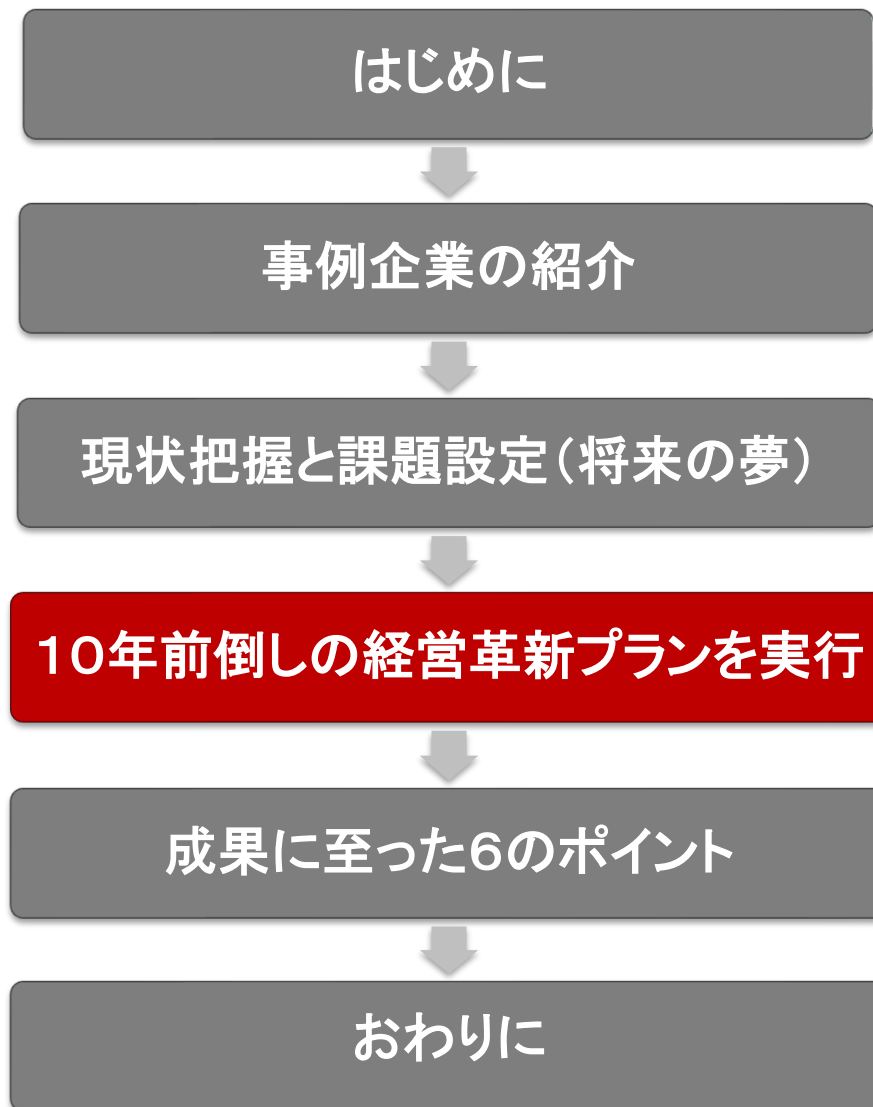 はじめに
事例企業の紹介
現状把握と課題設定（将来の夢）
１０年前倒しの経営革新プランを実行
成果に至った６のポイント
おわりに